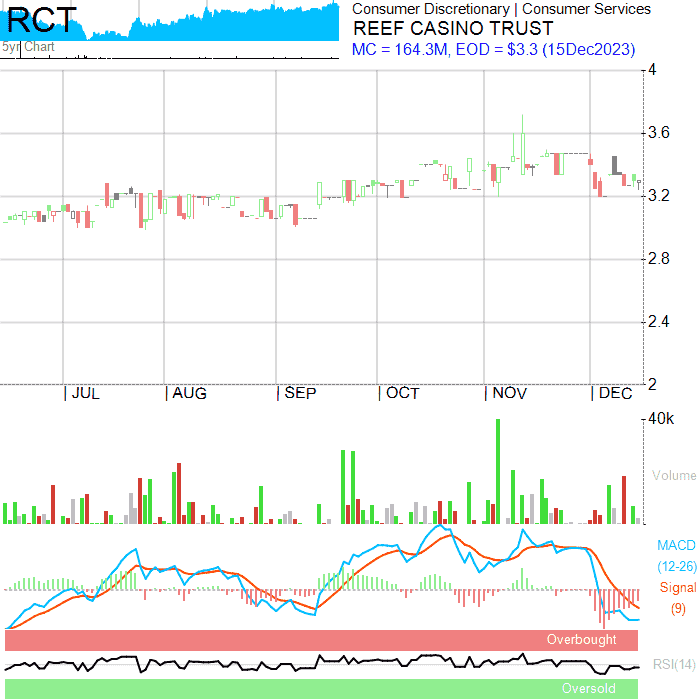 RCT
5yr Chart
Consumer Discretionary | Consumer Services
REEF CASINO TRUST
MC = 164.3M, EOD = $3.3 (15Dec2023)
4
3.6
3.2
2.8
2.4
2
| JUL | AUG | SEP | OCT | NOV | DEC
40k
Volume
MACD
(12-26)
Signal
(9)
Overbought
RSI(14)
Oversold